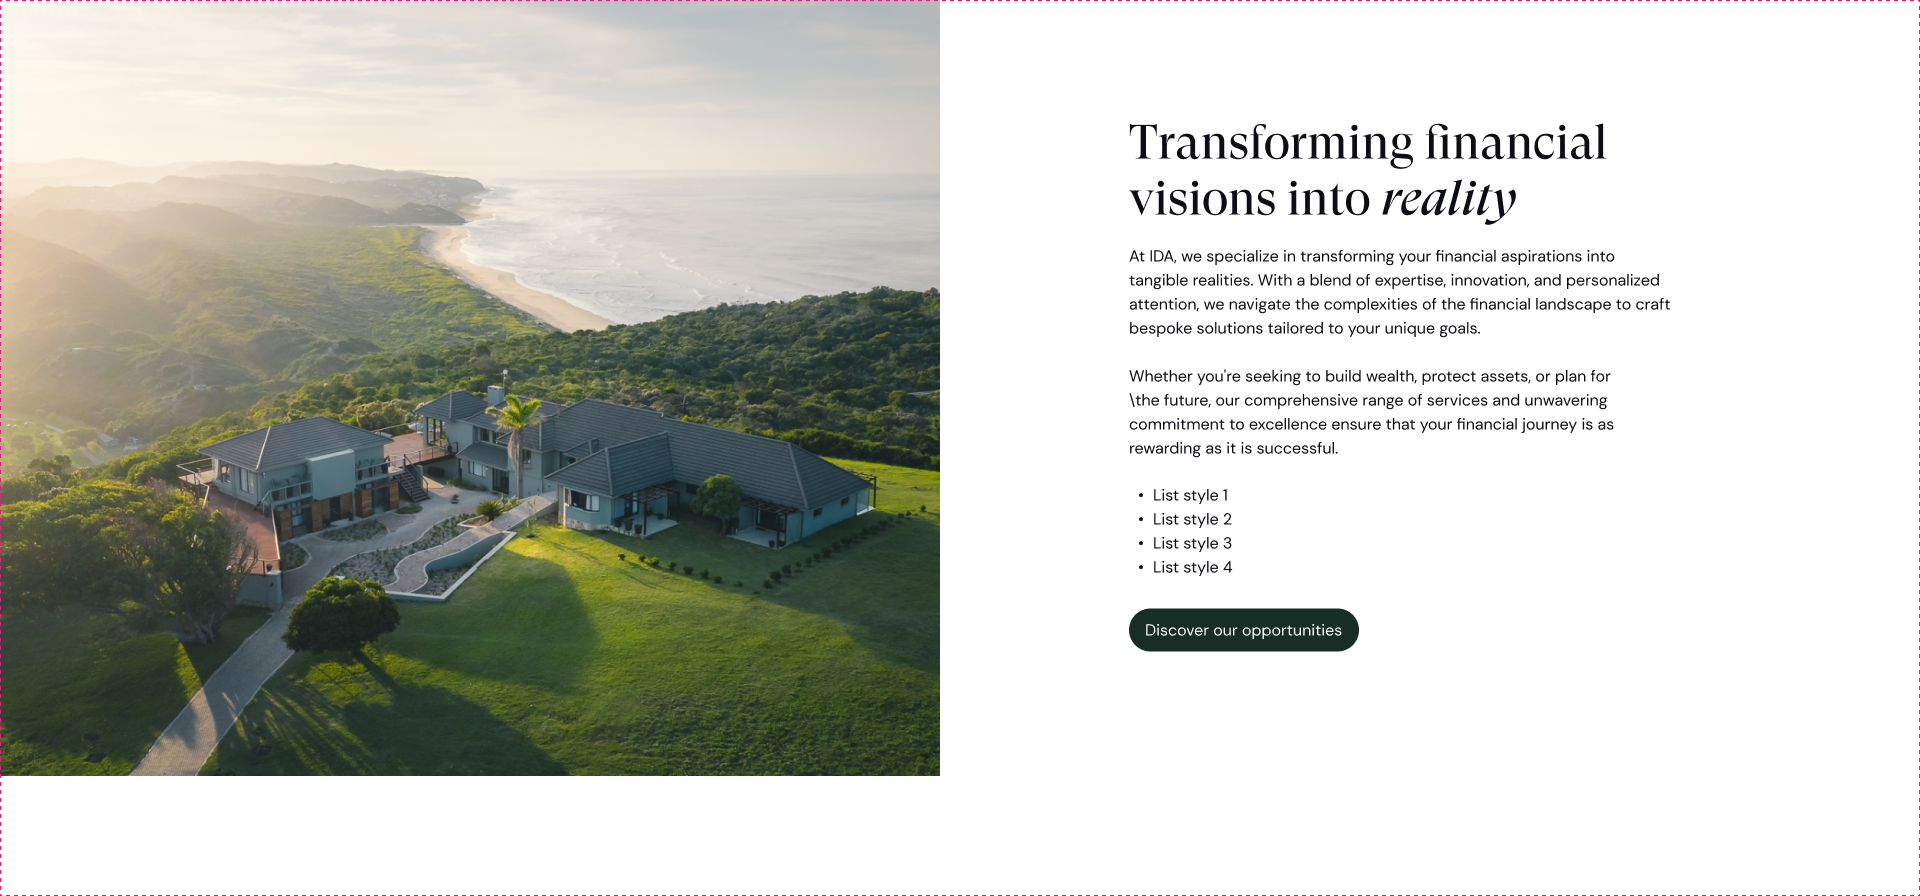 Transforming financial
visions into reality
At IDA, we specialize in transforming your financial aspirations into
tangible realities. With a blend of expertise, innovation, and personalized
attention, we navigate the complexities of the financial landscape to craft
bespoke solutions tailored to your unique goals.
Whether you're seeking to build wealth, protect assets, or plan for
\the future, our comprehensive range of services and unwavering
commitment to excellence ensure that your financial journey is as
rewarding as it is successful.
• List style 1
• List style 2
• List style 3
• List style 4
Discover our opportunities